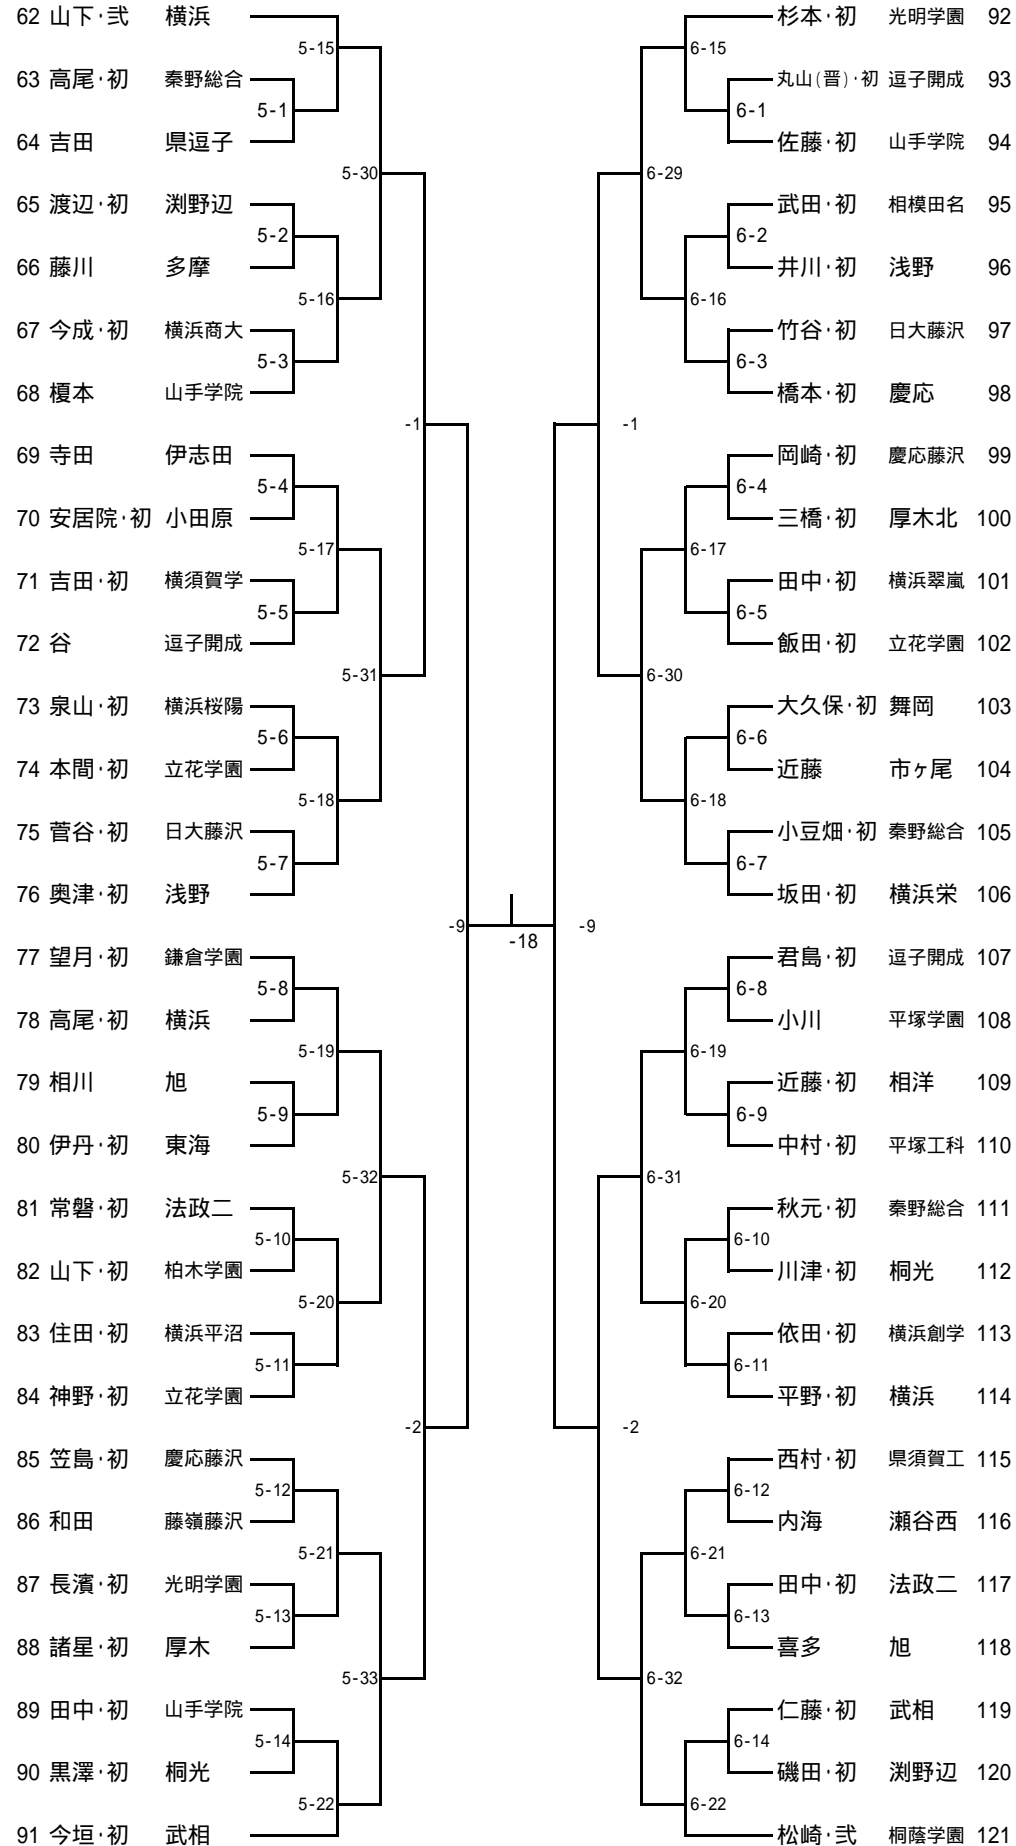 62 山下･弐 横浜
5-15
63 高尾･初 秦野総合
5-1
64 吉田 県逗子
5-30
65 渡辺･初 渕野辺
5-2
66 藤川 多摩
5-16
67 今成･初 横浜商大
5-3
68 榎本 山手学院
-1
69 寺田 伊志田
5-4
70 安居院･初 小田原
5-17
71 吉田･初 横須賀学
5-5
72 谷 逗子開成
5-31
73 泉山･初 横浜桜陽
5-6
74 本間･初 立花学園
5-18
75 菅谷･初 日大藤沢
5-7
76 奥津･初 浅野
-9
77 望月･初 鎌倉学園
5-8
78 高尾･初 横浜
5-19
79 相川 旭
5-9
80 伊丹･初 東海
5-32
81 常磐･初 法政二
5-10
82 山下･初 柏木学園
5-20
83 住田･初 横浜平沼
5-11
84 神野･初 立花学園
-2
85 笠島･初 慶応藤沢
5-12
86 和田 藤嶺藤沢
5-21
87 長濱･初 光明学園
5-13
88 諸星･初 厚木
5-33
89 田中･初 山手学院
5-14
90 黒澤･初 桐光
5-22
91 今垣･初 武相
-18
杉本･初 光明学園 92
6-15
丸山(晋)･初 逗子開成 93
6-1
佐藤･初 山手学院 94
6-29
武田･初 相模田名 95
6-2
井川･初 浅野 96
6-16
竹谷･初 日大藤沢 97
6-3
橋本･初 慶応 98
-1
岡崎･初 慶応藤沢 99
6-4
三橋･初 厚木北 100
6-17
田中･初 横浜翠嵐 101
6-5
飯田･初 立花学園 102
6-30
大久保･初 舞岡 103
6-6
近藤 市ヶ尾 104
6-18
小豆畑･初 秦野総合 105
6-7
坂田･初 横浜栄 106
-9
君島･初 逗子開成 107
6-8
小川 平塚学園 108
6-19
近藤･初 相洋 109
6-9
中村･初 平塚工科 110
6-31
秋元･初 秦野総合 111
6-10
川津･初 桐光 112
6-20
依田･初 横浜創学 113
6-11
平野･初 横浜 114
-2
西村･初 県須賀工 115
6-12
内海 瀬谷西 116
6-21
田中･初 法政二 117
6-13
喜多 旭 118
6-32
仁藤･初 武相 119
6-14
磯田･初 渕野辺 120
6-22
松崎･弐 桐蔭学園 121